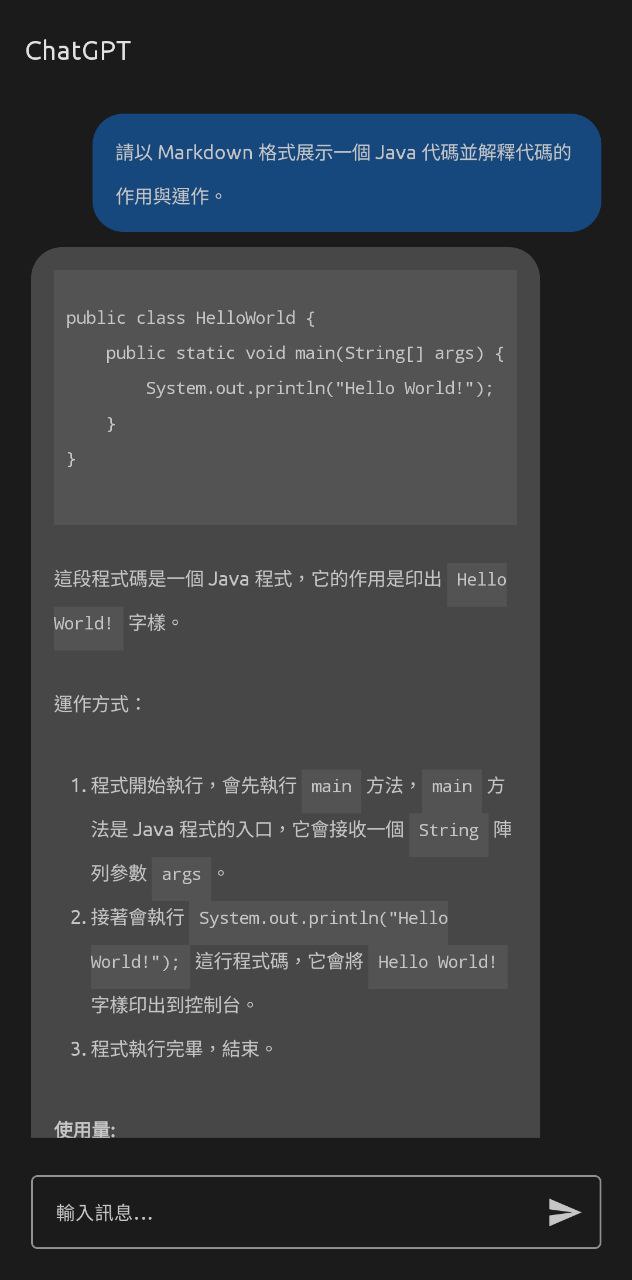 ChatGPT
請以 Markdown 格式展示一個 Java 代碼並解釋代碼的
作用與運作。
public class HelloWorld {
    public static void main(String[] args) {
        System.out.println("Hello World!");
    }
}
這段程式碼是一個 Java 程式，它的作用是印出 Hello
World! 字樣。
運作方式：
1. 程式開始執行，會先執行 main 方法，main 方
法是 Java 程式的入口，它會接收一個 String 陣
列參數 args。
2. 接著會執行 System.out.println("Hello
World!"); 這行程式碼，它會將 Hello World!
字樣印出到控制台。
3. 程式執行完畢，結束。
使用量:
輸入訊息...